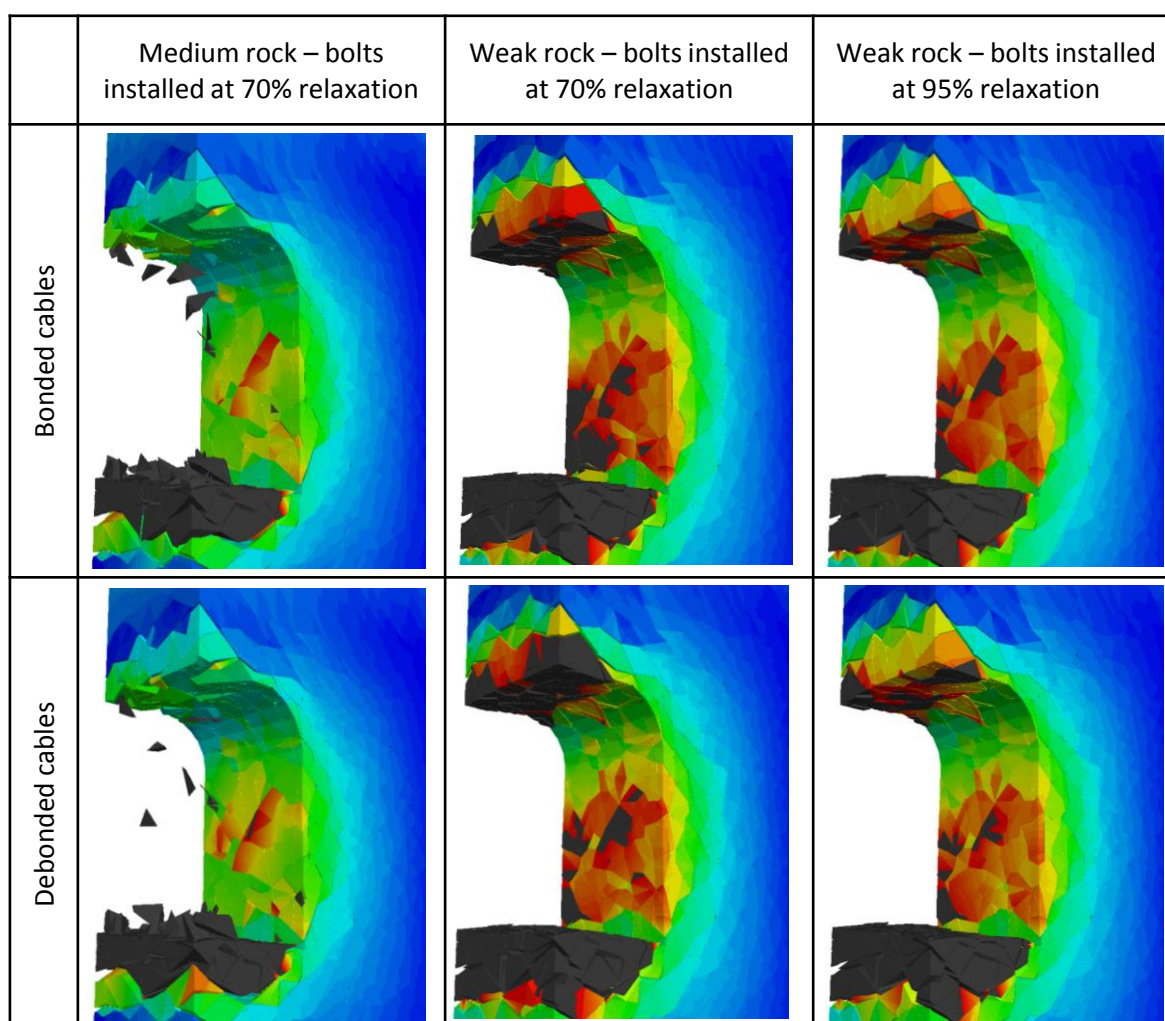 Medium rock – bolts
installed at 70% relaxation
Weak rock – bolts installed
at 70% relaxation
Weak rock – bolts installed
at 95% relaxation
Bonded cables
Debonded cables